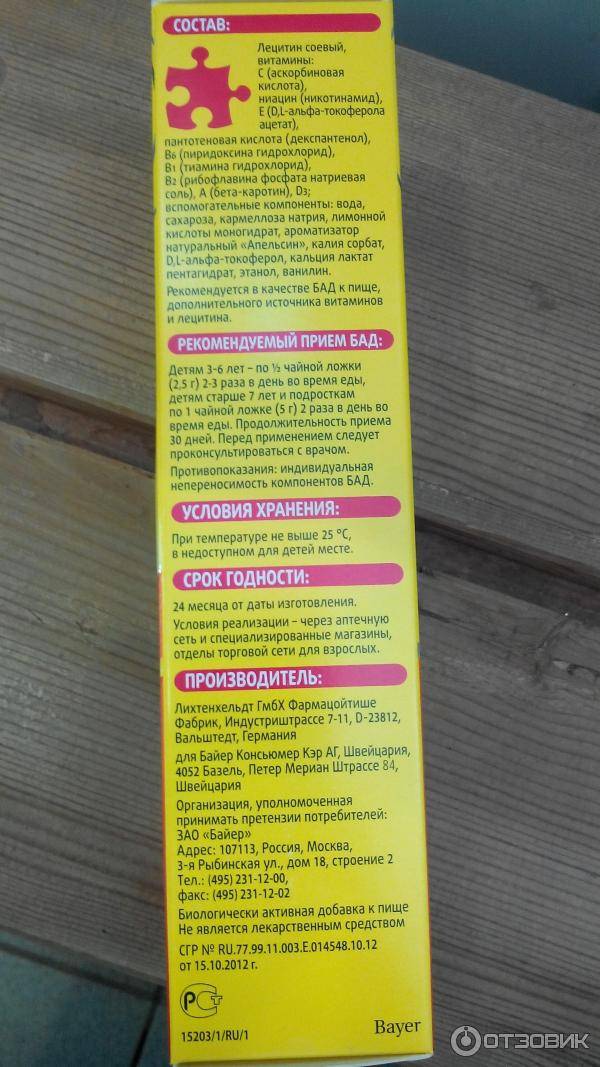 СОСТАВ:
Лецитин соевый,
витамины:
С (аскорбиновая
кислота),
ниацин (никотинамид),
Е (D,L-альфа-токоферола
ацетат),
пантотеновая кислота (декспантенол),
В6 (пиридоксина гидрохлорид),
В1 (тиамина гидрохлорид),
В2 (рибофлавина фосфата натриевая
соль), А (бета-каротин), D3;
вспомогательные компоненты: вода,
сахароза, кармеллоза натрия, лимонной
кислоты моногидрат, ароматизатор
натуральный «Апельсин», калия сорбат,
D,L-альфа-токоферол, кальция лактат
пентагидрат, этанол, ванилин.
Рекомендуется в качестве БАД к пище,
дополнительного источника витаминов
и лецитина.
РЕКОМЕНДУЕМЫЙ ПРИЕМ БАД:
Детям 3-6 лет – по ½ чайной ложки
(2,5 г) 2-3 раза в день во время еды,
детям старше 7 лет и подросткам
по 1 чайной ложке (5 г) 2 раза в день во
время еды. Продолжительность приема
30 дней. Перед применением следует
проконсультироваться с врачом.
Противопоказания: индивидуальная
непереносимость компонентов БАД.
УСЛОВИЯ ХРАНЕНИЯ:
При температуре не выше 25 °С,
в недоступном для детей месте.
СРОК ГОДНОСТИ:
24 месяца от даты изготовления.
Условия реализации – через аптечную
сеть и специализированные магазины,
отделы торговой сети для взрослых.
ПРОИЗВОДИТЕЛЬ:
Лихтенхельдт ГмбХ Фармацойтише
Фабрик, Индустриштрассе 7-11, D-23812,
Вальштедт, Германия
для Байер Консьюмер Кэр АГ, Швейцария,
4052 Базель, Петер Мериан Штрассе 84,
Швейцария
Организация, уполномоченная
принимать претензии потребителей:
ЗАО «Байер»
Адрес: 107113, Россия, Москва,
3-я Рыбинская ул., дом 18, строение 2
Тел.: (495) 231-12-00,
факс: (495) 231-12-02
Биологически активная добавка к пище
Не является лекарственным средством
СГР № RU.77.99.11.003.Е.014548.10.12
от 15.10.2012 г.
РСТ
15203/1/RU/1
Bayer
ОТЗОВИК